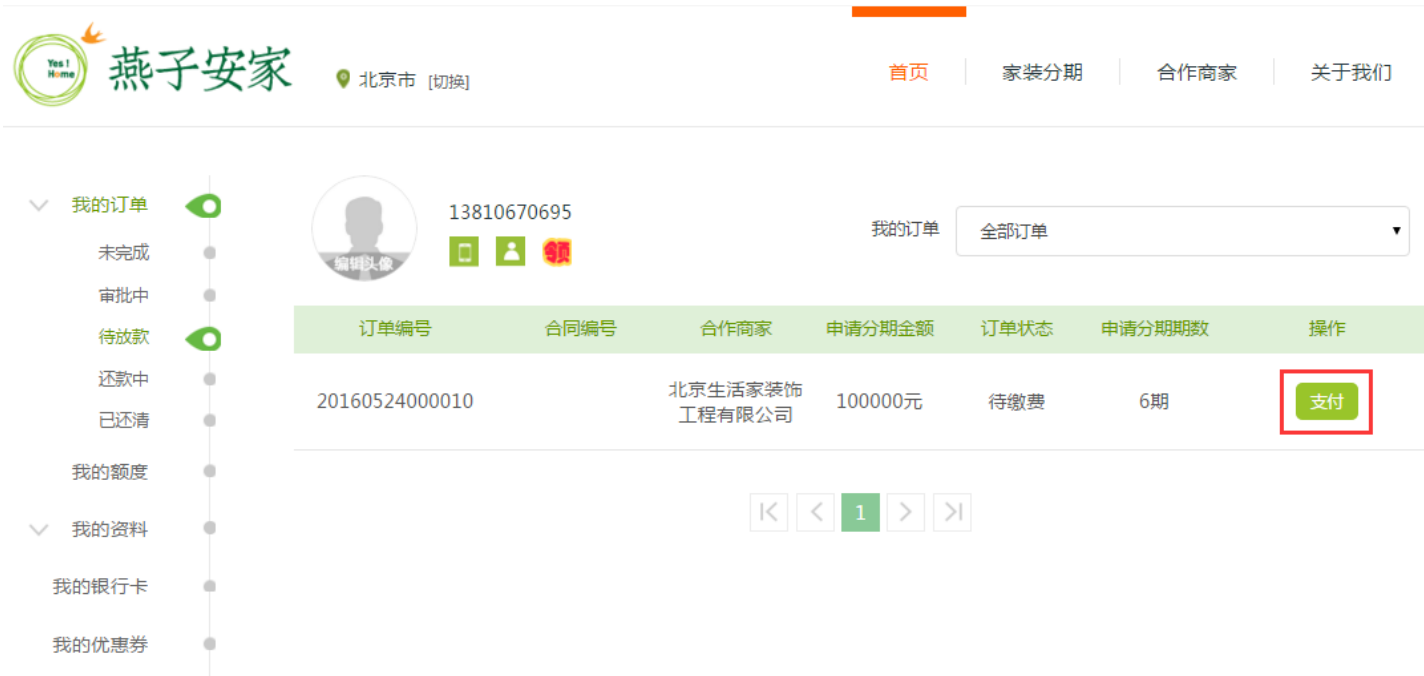 Yes !
Home
燕子安家
北京市 [切换]
首页
家装分期
合作商家
关于我们
我的订单
未完成
审批中
待放款
还款中
已还清
我的额度
我的资料
我的银行卡
我的优惠券
编辑头像
13810670695
领
我的订单
全部订单
订单编号 合同编号 合作商家 申请分期金额 订单状态 申请分期期数 操作
20160524000010
北京生活家装饰
工程有限公司
100000元
待缴费
6期
支付
1